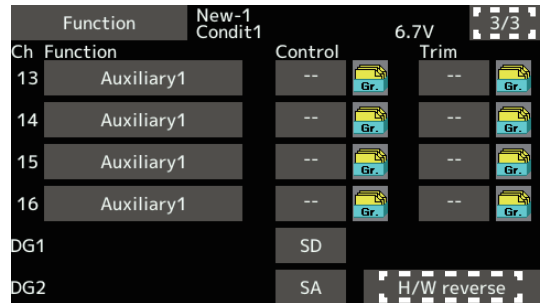 Function New-1 Condit1 6.7V 3/3
Ch Function Control Trim
13 Auxiliary1 -- Gr. -- Gr.
14 Auxiliary1 -- Gr. -- Gr.
15 Auxiliary1 -- Gr. -- Gr.
16 Auxiliary1 -- Gr. -- Gr.
DG1 SD
DG2 SA H/W reverse